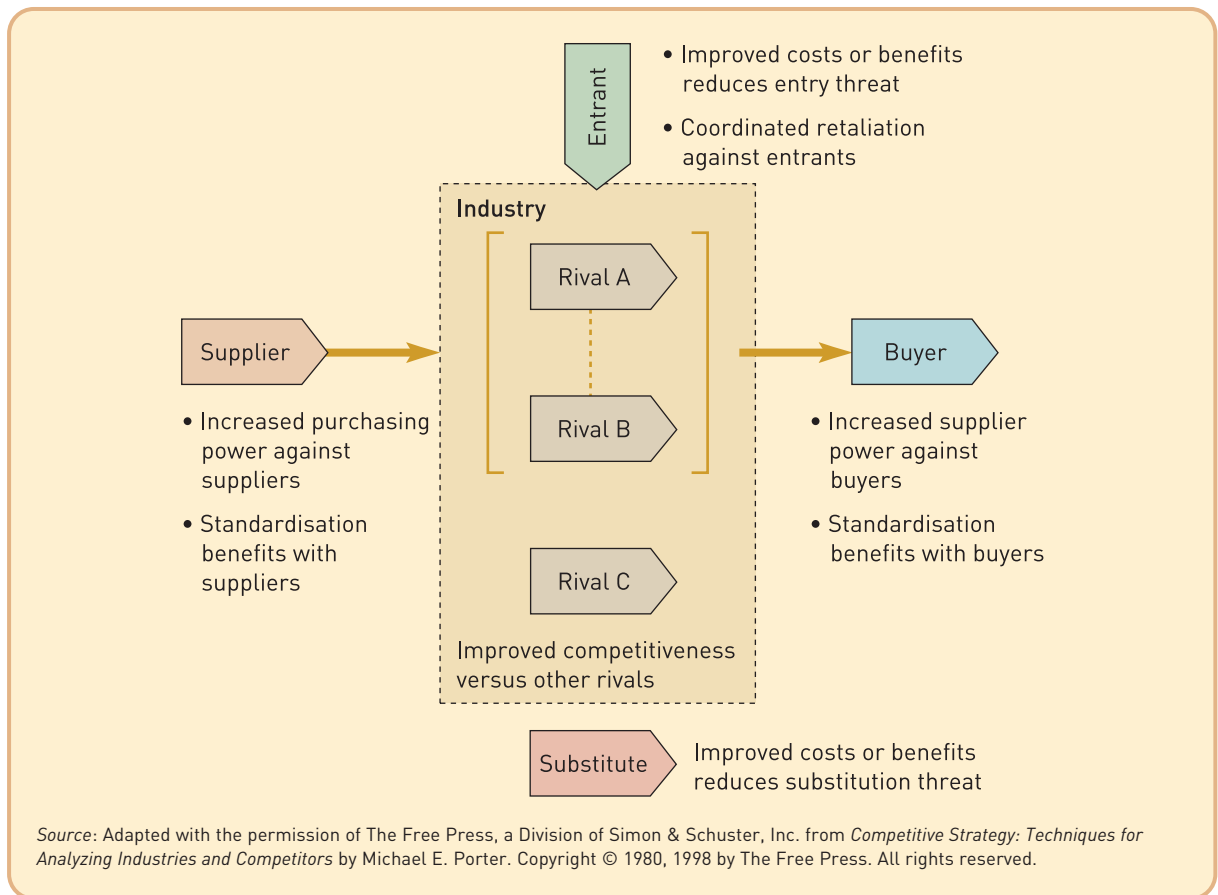 Entrant
• Improved costs or benefits
reduces entry threat
• Coordinated retaliation
against entrants
Industry
Rival A
Supplier
Buyer
• Increased purchasing
power against
suppliers
• Standardisation
benefits with
suppliers
Rival B
• Increased supplier
power against
buyers
• Standardisation
benefits with buyers
Rival C
Improved competitiveness
versus other rivals
Substitute
Improved costs or benefits
reduces substitution threat
Source: Adapted with the permission of The Free Press, a Division of Simon & Schuster, Inc. from Competitive Strategy: Techniques for
Analyzing Industries and Competitors by Michael E. Porter. Copyright © 1980, 1998 by The Free Press. All rights reserved.